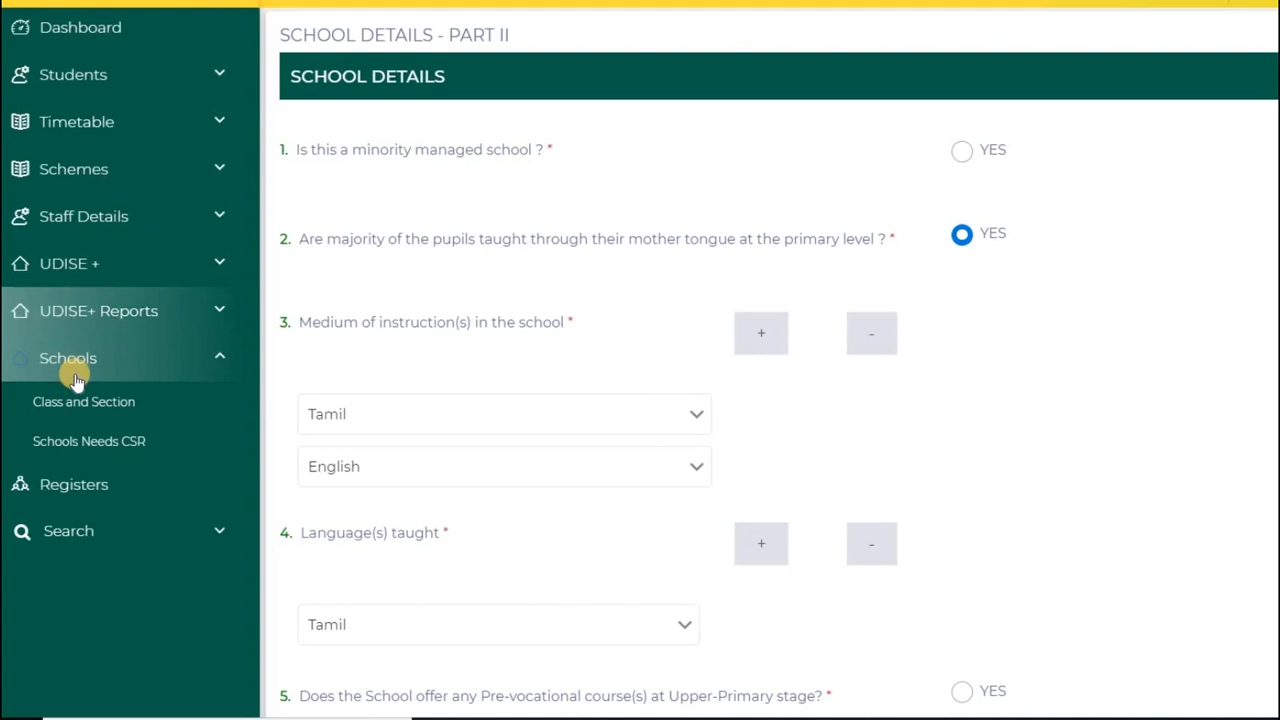 Dashboard
Students
Timetable
Schemes
Staff Details
UDISE +
UDISE+ Reports
Schools
Class and Section
Schools Needs CSR
Registers
Search
SCHOOL DETAILS - PART II
SCHOOL DETAILS
1. Is this a minority managed school ? *
YES
2. Are majority of the pupils taught through their mother tongue at the primary level ? *
YES
3. Medium of instruction(s) in the school *
+ -
Tamil
English
4. Language(s) taught *
+ -
Tamil
5. Does the School offer any Pre-vocational course(s) at Upper-Primary stage? *
YES